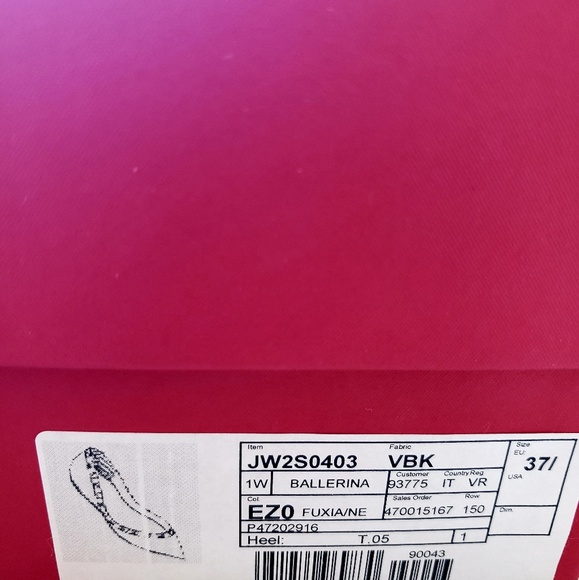 Item Fabric Size
JW2S0403 VBK EU 37/
Customer Country Reg USA
1W BALLERINA 93775 IT VR
Col. Sales Order Row Dim.
EZ0 FUXIA/NE 470015167 150
P47202916
Heel: T.05 1
90043